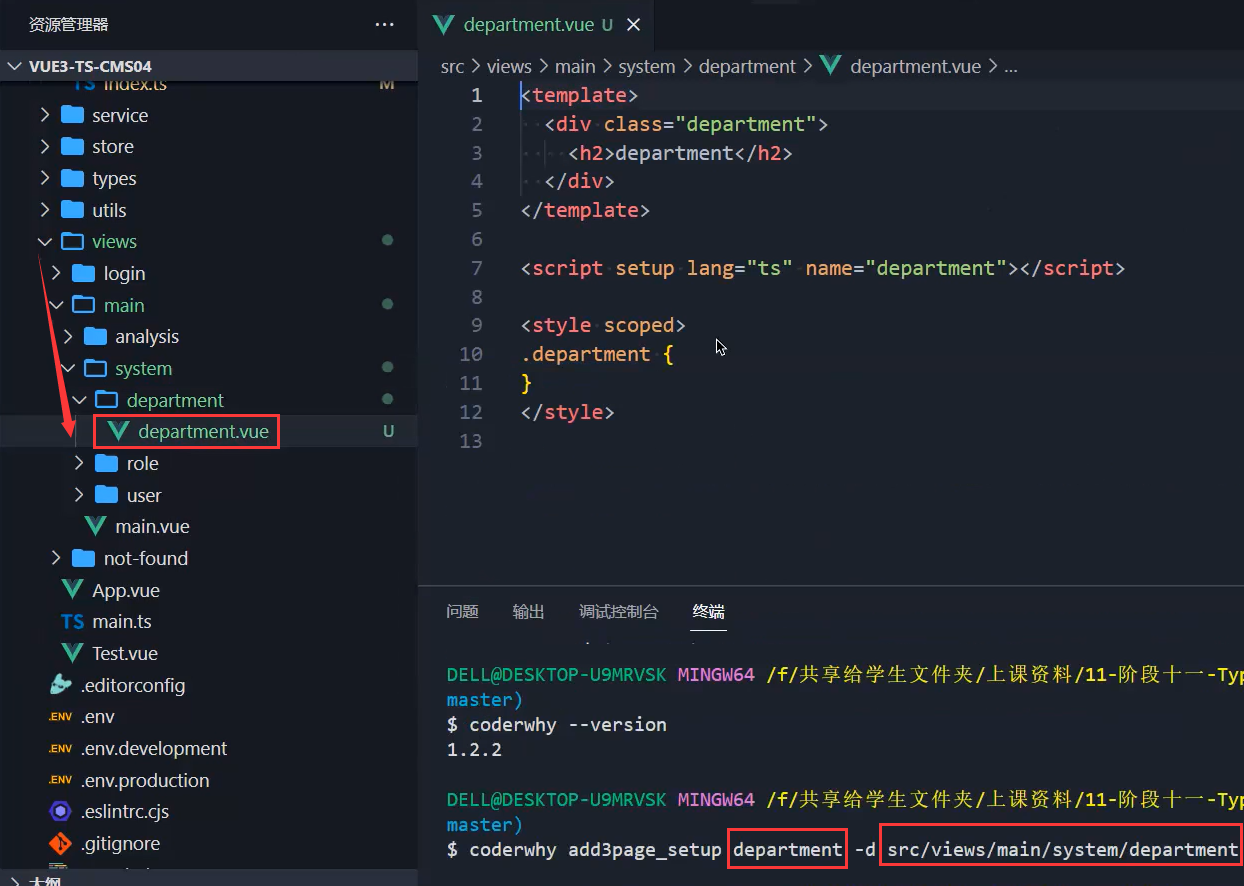 资源管理器
VUE3-TS-CMS04
TS index.ts M
service
store
types
utils
views
login
main
analysis
system
department
department.vue U
role
user
main.vue
not-found
App.vue
TS main.ts
Test.vue
.editorconfig
.ENV .env
.ENV .env.development
.ENV .env.production
.eslintrc.cjs
.gitignore
大纲
department.vue U
src > views > main > system > department > department.vue > ...
1 <template>
2 <div class="department">
3 <h2>department</h2>
4 </div>
5 </template>
6
7 <script setup lang="ts" name="department"></script>
8
9 <style scoped>
10 .department {
11 }
12 </style>
13
问题 输出 调试控制台 终端
DELL@DESKTOP-U9MRVSK MINGW64 /f/共享给学生文件夹/上课资料/11-阶段十一-Typ
master)
$ coderwhy --version
1.2.2
DELL@DESKTOP-U9MRVSK MINGW64 /f/共享给学生文件夹/上课资料/11-阶段十一-Typ
master)
$ coderwhy add3page_setup department -d src/views/main/system/department